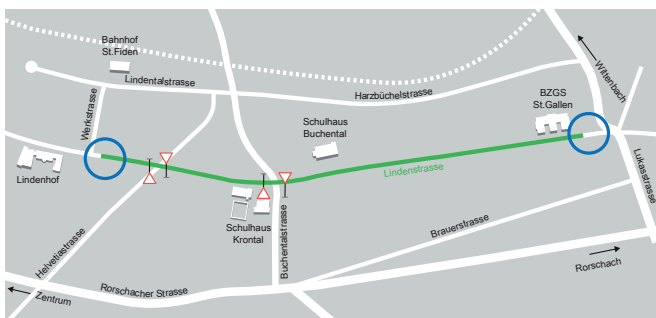 Bahnhof
St.Fiden
Lindentalstrasse
Harzbüchelstrasse
Wittenbach
BZGS
St.Gallen
Werkstrasse
Schulhaus
Buchental
Lindenhof
Lindenstrasse
Lukasstrasse
Schulhaus
Krontal
Buchentalstrasse
Brauerstrasse
Helvetiastrasse
Rorschach
Rorschacher Strasse
Zentrum